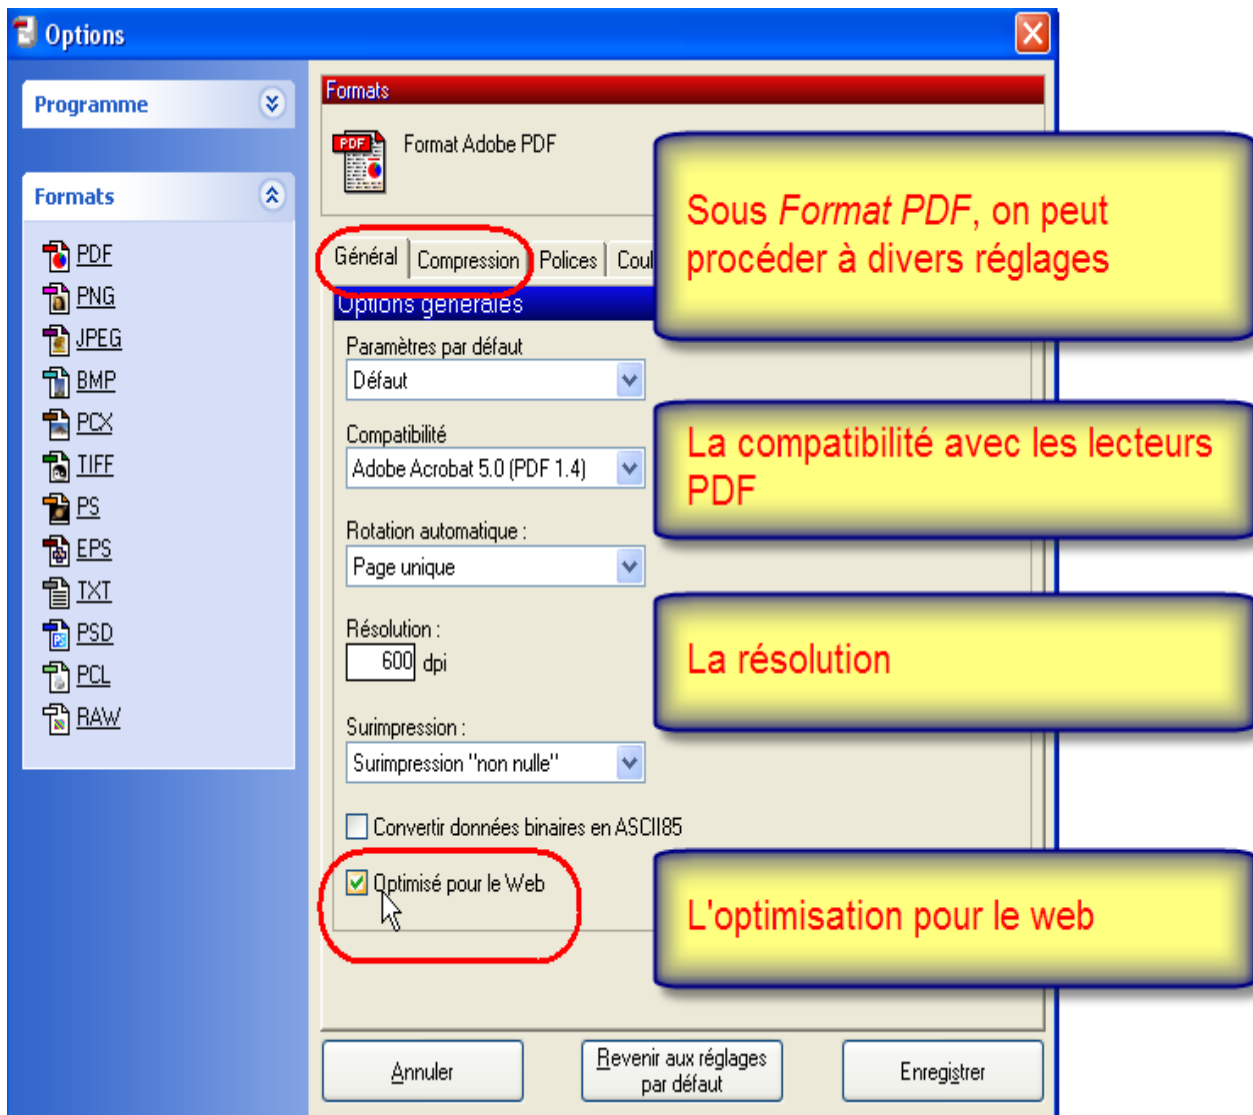 Options
Programme
Formats
PDF
PNG
JPEG
BMP
PCX
TIFF
PS
EPS
TXT
PSD
PCL
RAW
Formats
PDF
Format Adobe PDF
Général Compression Polices Coul
Options générales
Paramètres par défaut
Défaut
Compatibilité
Adobe Acrobat 5.0 (PDF 1.4)
Rotation automatique :
Page unique
Résolution :
600 dpi
Surimpression :
Surimpression "non nulle"
Convertir données binaires en ASCII85
Optimisé pour le Web
Sous Format PDF, on peut
procéder à divers réglages
La compatibilité avec les lecteurs
PDF
La résolution
L'optimisation pour le web
Annuler
Revenir aux réglages
par défaut
Enregistrer